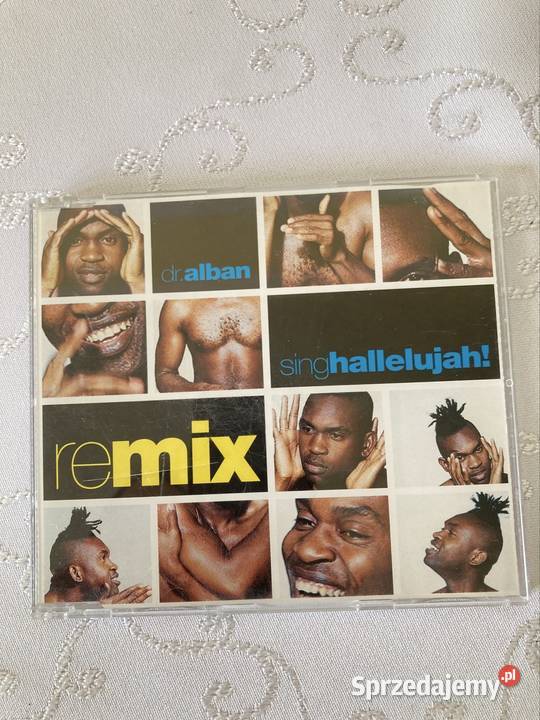 dr.alban
singhallelujah!
remix
Sprzedajemy.pl